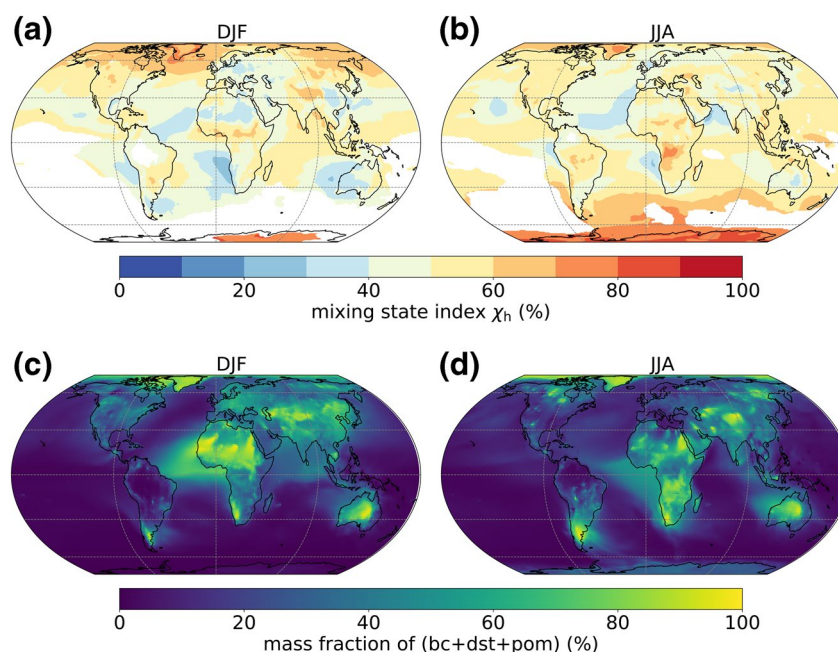 (a) DJF (b) JJA
0 20 40 60 80 100
mixing state index χh (%)
(c) DJF (d) JJA
0 20 40 60 80 100
mass fraction of (bc+dst+pom) (%)